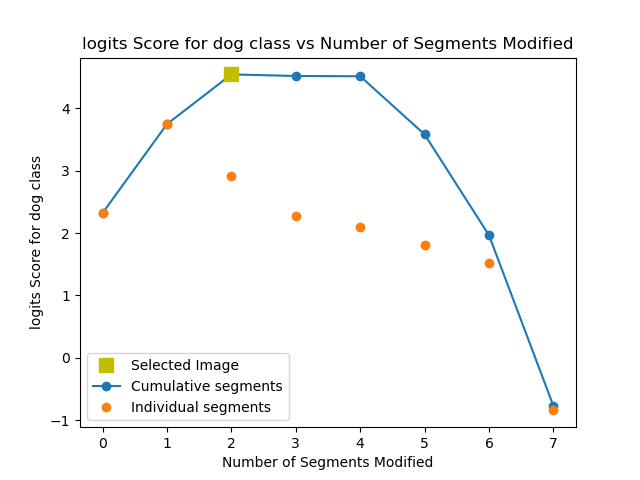 logits Score for dog class vs Number of Segments Modified
logits Score for dog class
4
3
2
1
0
−1
Selected Image
Cumulative segments
Individual segments
0 1 2 3 4 5 6 7
Number of Segments Modified